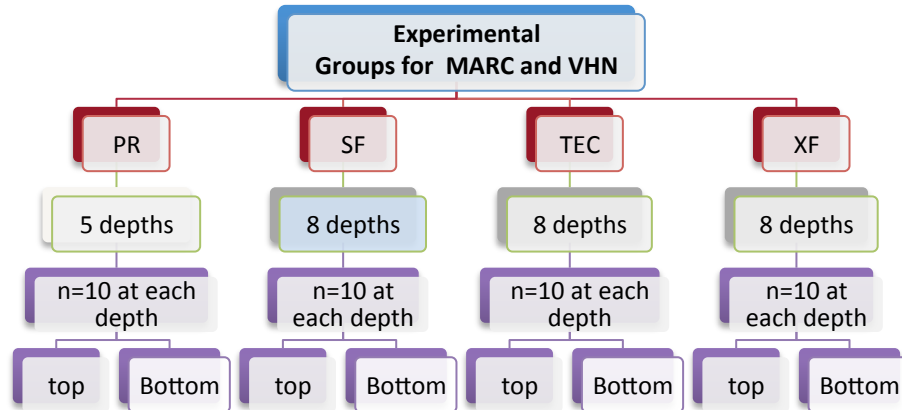 Experimental
Groups for MARC and VHN
PR
SF
TEC
XF
5 depths
8 depths
8 depths
8 depths
n=10 at each
depth
n=10 at
each depth
n=10 at each
depth
n=10 at
each depth
top
Bottom
top
Bottom
top
Bottom
top
Bottom